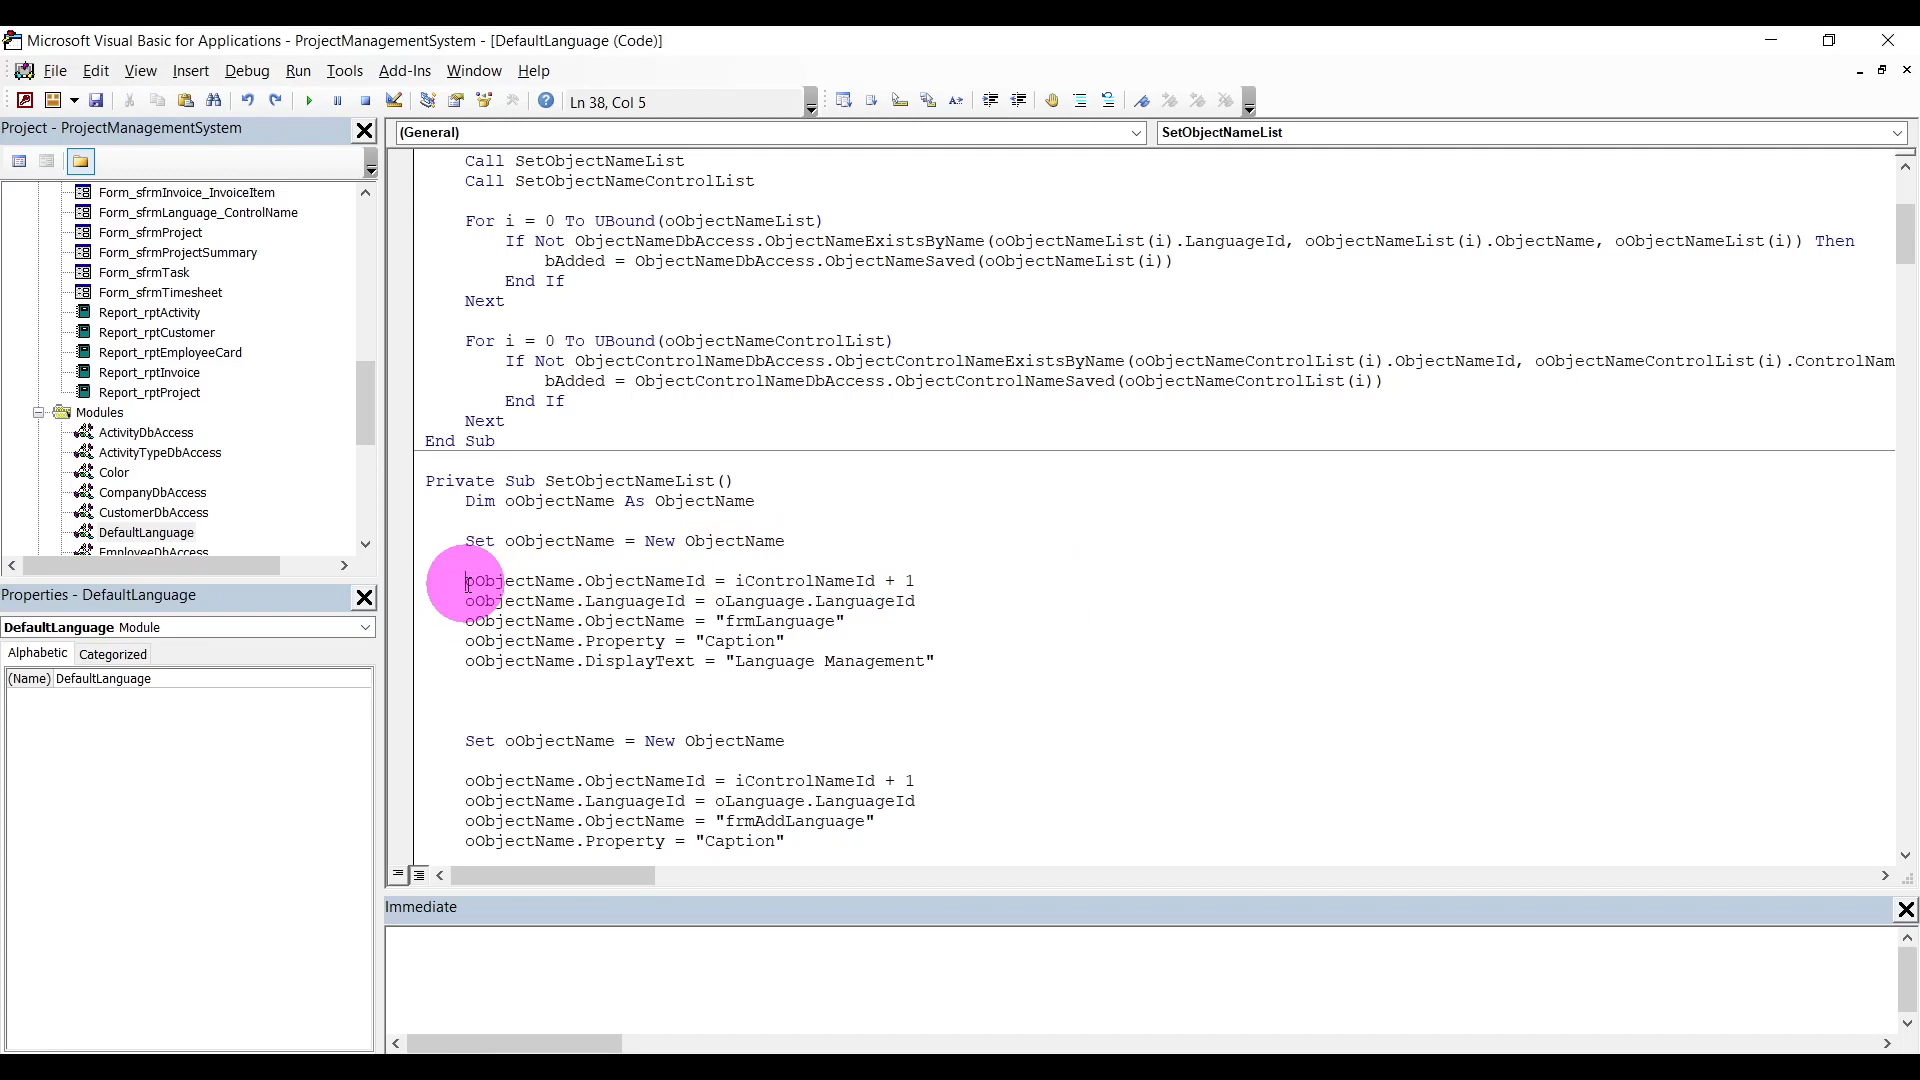 Microsoft Visual Basic for Applications - ProjectManagementSystem - [DefaultLanguage (Code)]
File Edit View Insert Debug Run Tools Add-Ins Window Help
Ln 38, Col 5
Project - ProjectManagementSystem
(General)
SetObjectNameList
Form_sfrmInvoice_InvoiceItem
Form_sfrmLanguage_ControlName
Form_sfrmProject
Form_sfrmProjectSummary
Form_sfrmTask
Form_sfrmTimesheet
Report_rptActivity
Report_rptCustomer
Report_rptEmployeeCard
Report_rptInvoice
Report_rptProject
Modules
ActivityDbAccess
ActivityTypeDbAccess
Color
CompanyDbAccess
CustomerDbAccess
DefaultLanguage
EmployeeDbAccess
Properties - DefaultLanguage
DefaultLanguage Module
Alphabetic Categorized
(Name) DefaultLanguage
Call SetObjectNameList
Call SetObjectNameControlList
For i = 0 To UBound(oObjectNameList)
If Not ObjectNameDbAccess.ObjectNameExistsByName(oObjectNameList(i).LanguageId, oObjectNameList(i).ObjectName, oObjectNameList(i)) Then
bAdded = ObjectNameDbAccess.ObjectNameSaved(oObjectNameList(i))
End If
Next
For i = 0 To UBound(oObjectNameControlList)
If Not ObjectControlNameDbAccess.ObjectControlNameExistsByName(oObjectNameControlList(i).ObjectNameId, oObjectNameControlList(i).ControlNam
bAdded = ObjectControlNameDbAccess.ObjectControlNameSaved(oObjectNameControlList(i))
End If
Next
End Sub
Private Sub SetObjectNameList()
Dim oObjectName As ObjectName
Set oObjectName = New ObjectName
oObjectName.ObjectNameId = iControlNameId + 1
oObjectName.LanguageId = oLanguage.LanguageId
oObjectName.ObjectName = "frmLanguage"
oObjectName.Property = "Caption"
oObjectName.DisplayText = "Language Management"
Set oObjectName = New ObjectName
oObjectName.ObjectNameId = iControlNameId + 1
oObjectName.LanguageId = oLanguage.LanguageId
oObjectName.ObjectName = "frmAddLanguage"
oObjectName.Property = "Caption"
Immediate